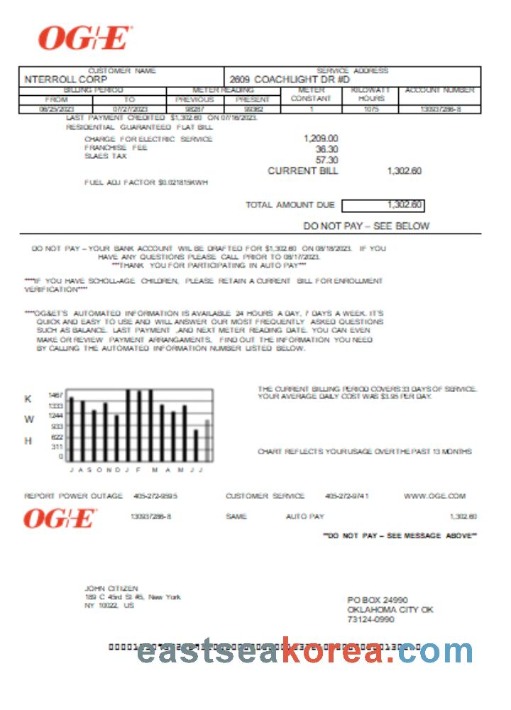 OG+E
CUSTOMER NAME SERVICE ADDRESS
NTERROLL CORP 2609 COACHLIGHT DR #D
BILLING PERIOD METER READING METER CONSTANT KILOWATT HOURS ACCOUNT NUMBER
FROM TO PREVIOUS PRESENT
06/25/2023 07/27/2023 98287 99362 1 1075 130937286-8
LAST PAYMENT CREDITED $1,302.60 ON 07/18/2023.
RESIDENTIAL GUARANTEED FLAT BILL
CHARGE FOR ELECTRIC SERVICE 1,209.00
FRANCHISE FEE 36.30
SLAES TAX 57.30
CURRENT BILL 1,302.60
FUEL ADJ FACTOR $0.021819KWH
TOTAL AMOUNT DUE 1,302.60
DO NOT PAY – SEE BELOW
DO NOT PAY – YOUR BANK ACCOUNT WIL BE DRAFTED FOR $1,302.60 ON 08/18/2023. IF YOU
HAVE ANY QUESTIONS PLEASE CALL PRIOR TO 08/17/2023.
***THANK YOU FOR PARTICIPATING IN AUTO PAY***
****IF YOU HAVE SCHOLL-AGE CHILDREN, PLEASE RETAIN A CURRENT BILL FOR ENROLLMENT
VERIFICATION****
****OG&ET'S AUTOMATED INFORMATION IS AVAILABLE 24 HOURS A DAY, 7 DAYS A WEEK. IT'S
QUICK AND EASY TO USE AND WILL ANSWER OUR MOST FREQUENTLY ASKED QUESTIONS
SUCH AS BALANCE. LAST PAYMENT ,AND NEXT METER READING DATE. YOU CAN EVEN
MAKE OR REVIEW PAYMENT ARRANGAMENTS, FIND OUT THE INFORMATION YOU NEED
BY CALLING THE AUTOMATED INFORMATION NUMBER LISTED BELOW.
THE CURRENT BILLING PERIOD COVERS 33 DAYS OF SERVICE.
YOUR AVERAGE DAILY COST WAS $3.95 PER DAY.
K
W
H
1467
1333
1244
933
622
311
0
J A S O N D J F M A M J J
CHART REFLECTS YOUR USAGE OVER THE PAST 13 MONTHS
REPORT POWER OUTAGE 405-272-9595 CUSTOMER SERVICE 405-272-9741 WWW.OGE.COM
OG+E 130937286-8 SAME AUTO PAY 1,302.60
**DO NOT PAY – SEE MESSAGE ABOVE**
JOHN CITIZEN
189 C 43rd St #5, New York
NY 10022, US
PO BOX 24990
OKLAHOMA CITY OK
73124-0990
eastseakorea.com